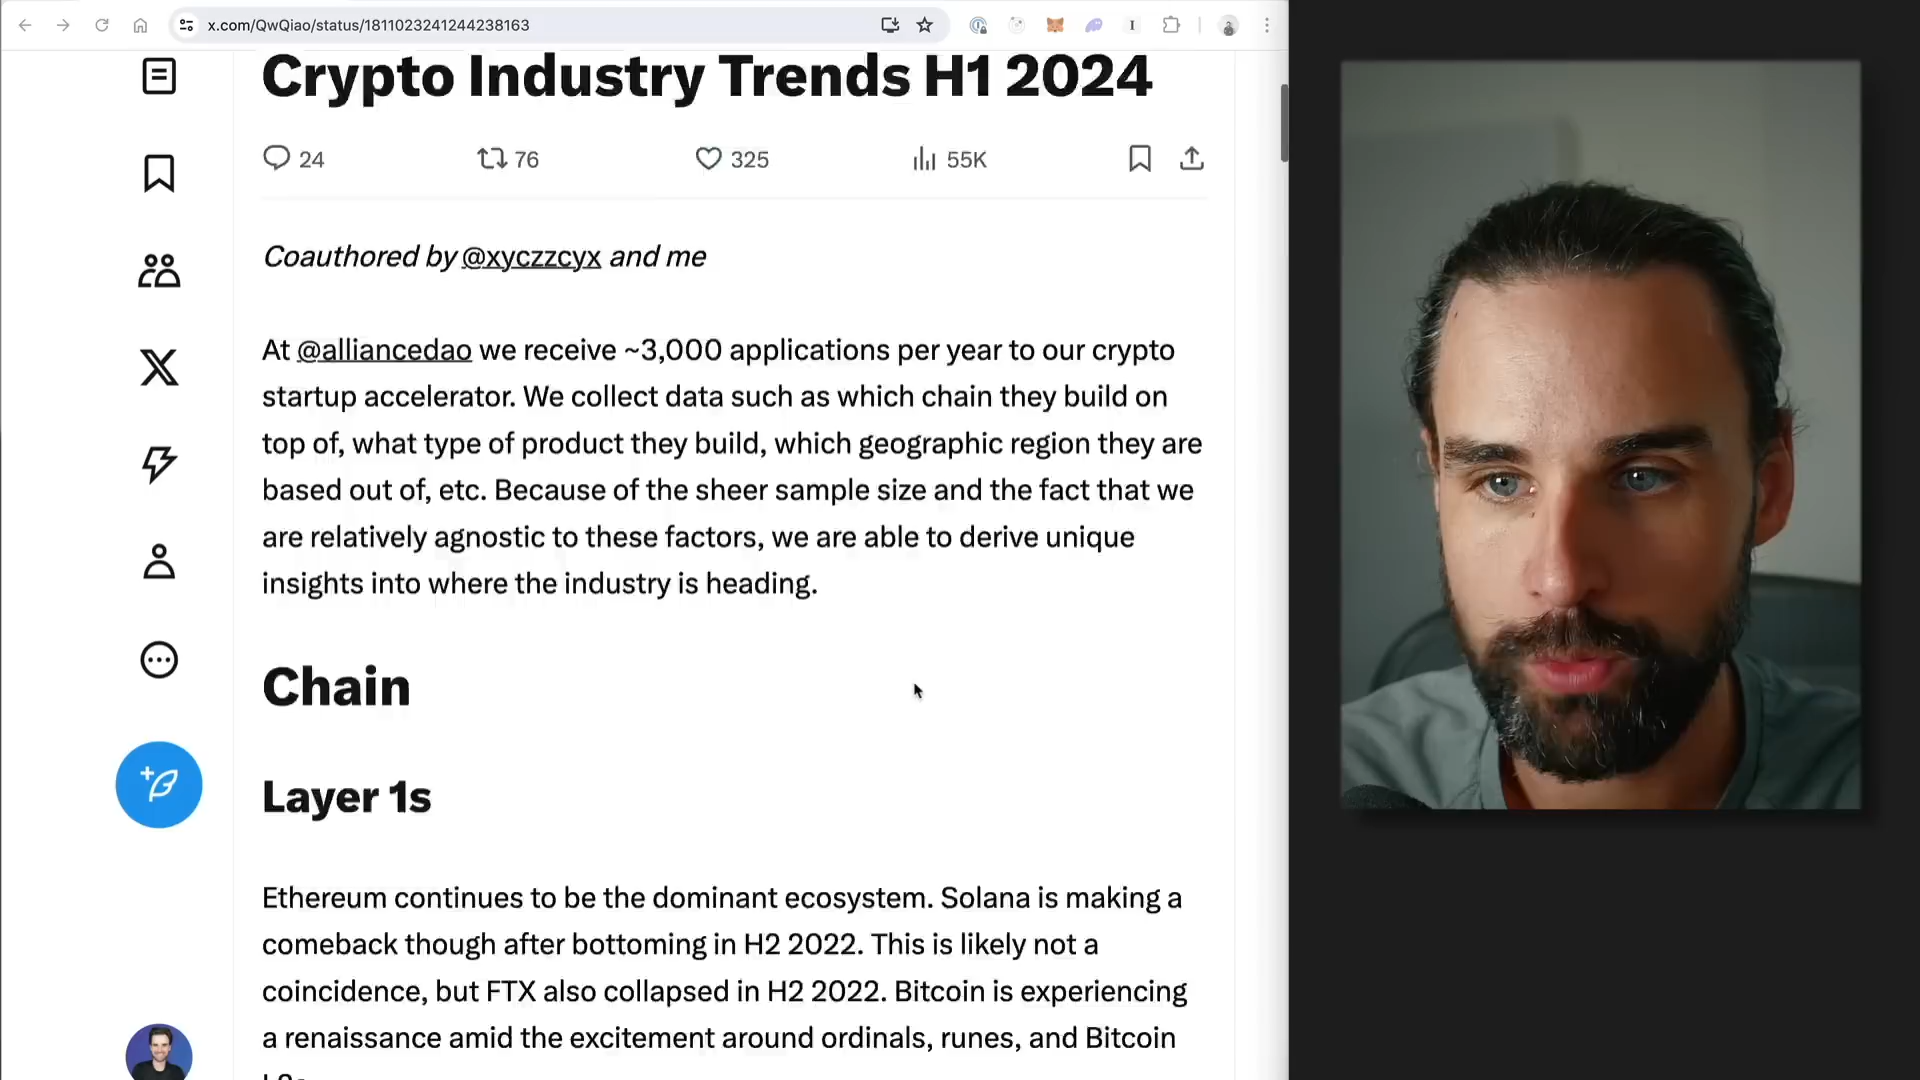 x.com/QwQiao/status/1811023241244238163
Crypto Industry Trends H1 2024
24 76 325 55K
Coauthored by @xyczzcyx and me
At @alliancedao we receive ~3,000 applications per year to our crypto
startup accelerator. We collect data such as which chain they build on
top of, what type of product they build, which geographic region they are
based out of, etc. Because of the sheer sample size and the fact that we
are relatively agnostic to these factors, we are able to derive unique
insights into where the industry is heading.
Chain
Layer 1s
Ethereum continues to be the dominant ecosystem. Solana is making a
comeback though after bottoming in H2 2022. This is likely not a
coincidence, but FTX also collapsed in H2 2022. Bitcoin is experiencing
a renaissance amid the excitement around ordinals, runes, and Bitcoin